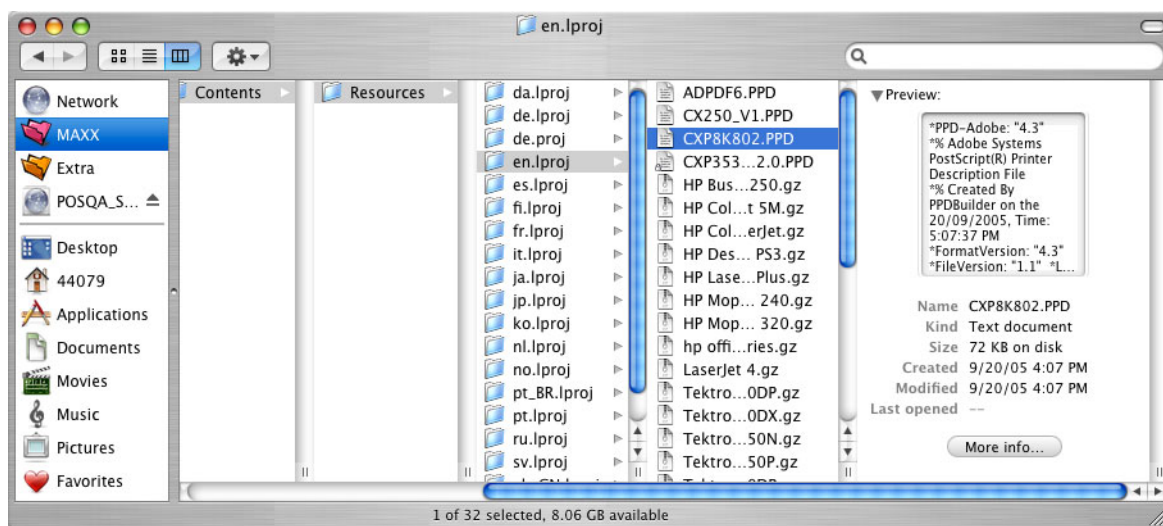 en.lproj
Network
MAXX
Extra
POSQA_S...
Desktop
44079
Applications
Documents
Movies
Music
Pictures
Favorites
Contents
Resources
da.lproj
de.lproj
de.proj
en.lproj
es.lproj
fi.lproj
fr.lproj
it.lproj
ja.lproj
jp.lproj
ko.lproj
nl.lproj
no.lproj
pt_BR.lproj
pt.lproj
ru.lproj
sv.lproj
ADPDF6.PPD
CX250_V1.PPD
CXP8K802.PPD
CXP353...2.0.PPD
HP Bus...250.gz
HP Col...t 5M.gz
HP Col...erJet.gz
HP Des... PS3.gz
HP Lase...Plus.gz
HP Mop... 240.gz
HP Mop... 320.gz
hp offi...ries.gz
LaserJet 4.gz
Tektro...0DP.gz
Tektro...0DX.gz
Tektro...50N.gz
Tektro...50P.gz
Preview:
*PPD-Adobe: "4.3"
*% Adobe Systems
PostScript(R) Printer
Description File
*% Created By
PPDBuilder on the
20/09/2005, Time:
5:07:37 PM
*FormatVersion: "4.3"
*FileVersion: "1.1" *L...
Name CXP8K802.PPD
Kind Text document
Size 72 KB on disk
Created 9/20/05 4:07 PM
Modified 9/20/05 4:07 PM
Last opened --
More info...
1 of 32 selected, 8.06 GB available